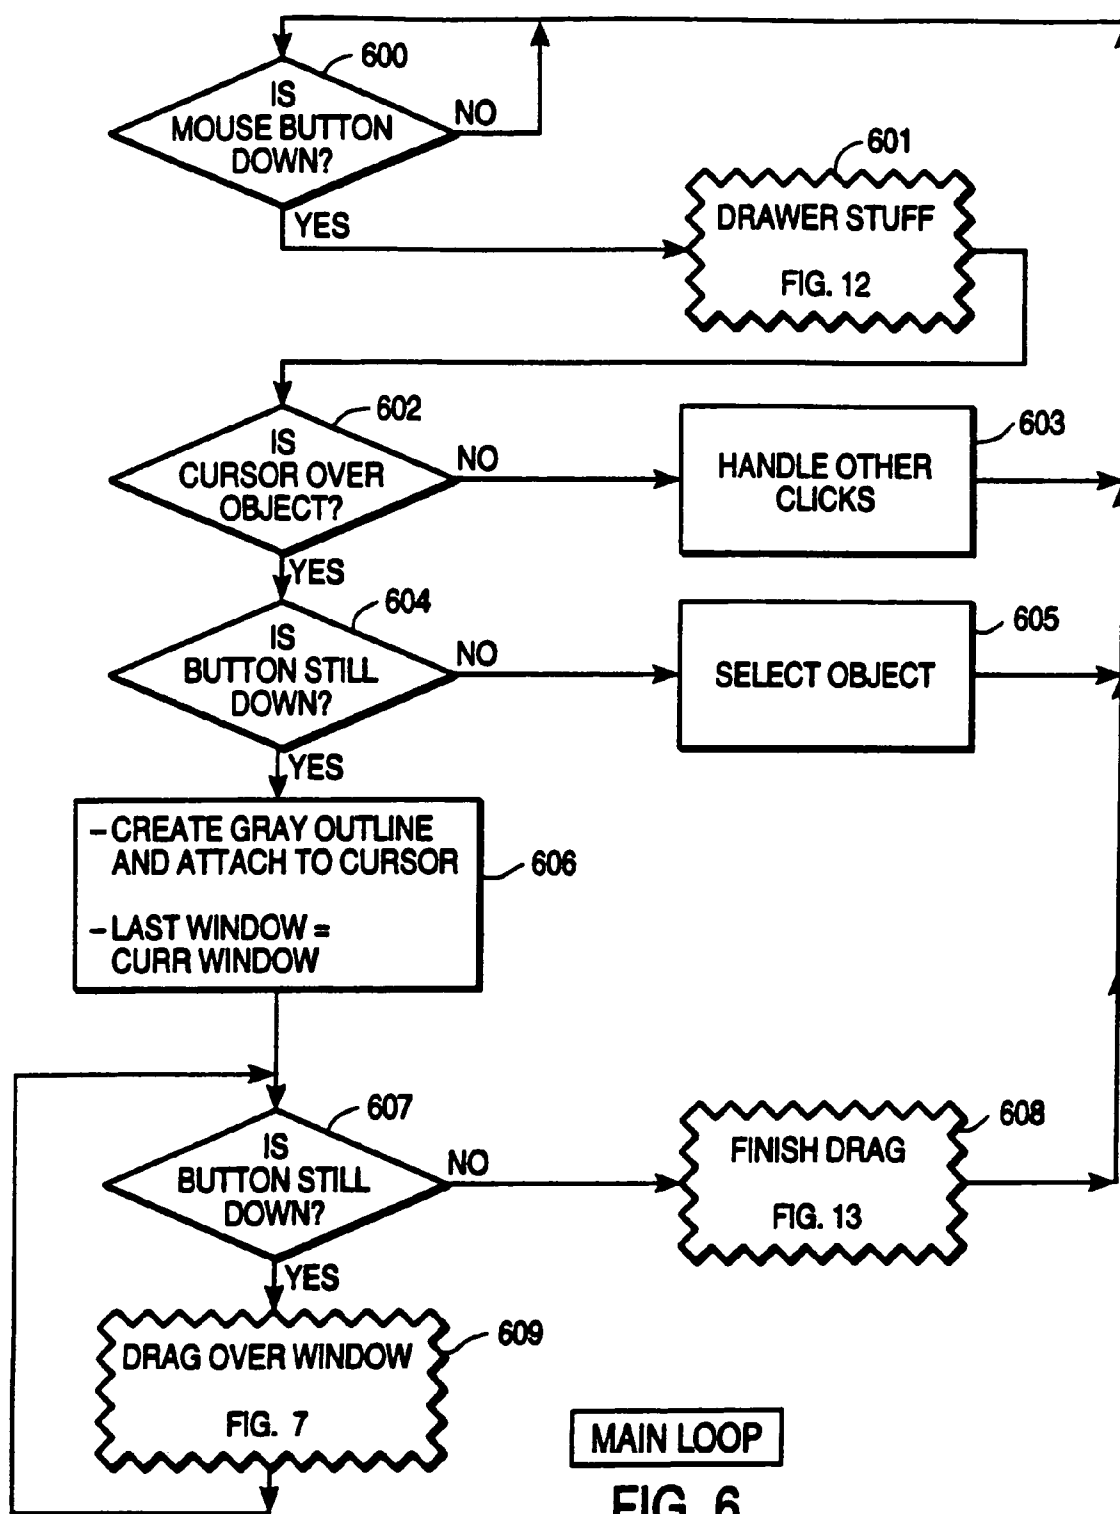 600
IS
MOUSE BUTTON
DOWN?
NO
YES
601
DRAWER STUFF
FIG. 12
602
IS
CURSOR OVER
OBJECT?
NO
YES
603
HANDLE OTHER
CLICKS
604
IS
BUTTON STILL
DOWN?
NO
YES
605
SELECT OBJECT
– CREATE GRAY OUTLINE
AND ATTACH TO CURSOR
– LAST WINDOW =
CURR WINDOW
606
607
IS
BUTTON STILL
DOWN?
NO
YES
608
FINISH DRAG
FIG. 13
609
DRAG OVER WINDOW
FIG. 7
MAIN LOOP
FIG. 6